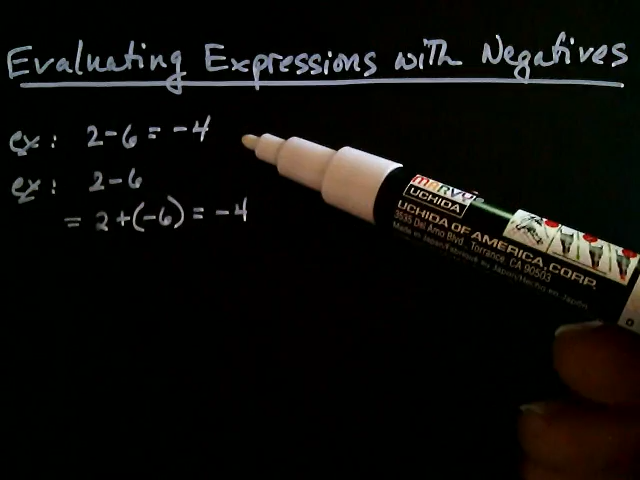 Evaluating Expressions with Negatives
ex: 2-6 = -4
ex: 2-6
= 2+(-6) = -4
MARVY
UCHIDA
UCHIDA OF AMERICA, CORP.
3535 Del Amo Blvd., Torrance, CA 90503